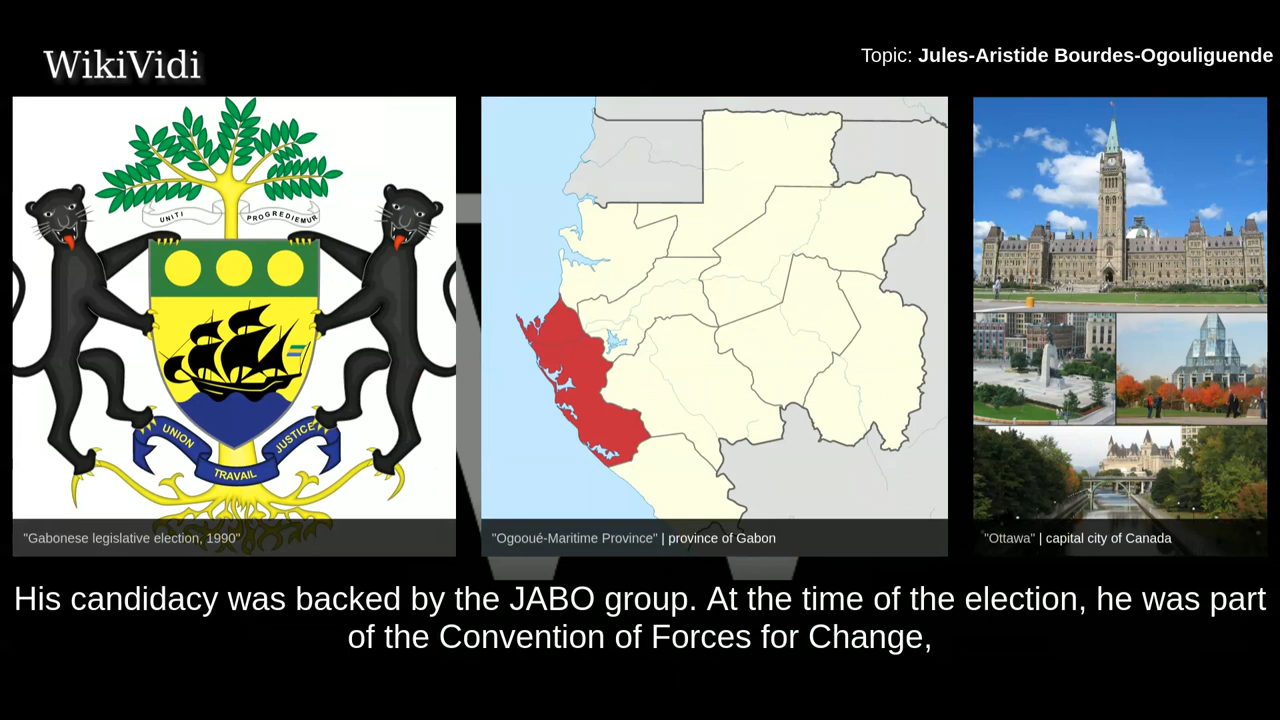 WikiVidi
Topic: Jules-Aristide Bourdes-Ogouliguende
UNITI
PROGREDIEMUR
UNION
TRAVAIL
JUSTICE
"Gabonese legislative election, 1990"
"Ogooué-Maritime Province" | province of Gabon
"Ottawa" | capital city of Canada
His candidacy was backed by the JABO group. At the time of the election, he was part
of the Convention of Forces for Change,